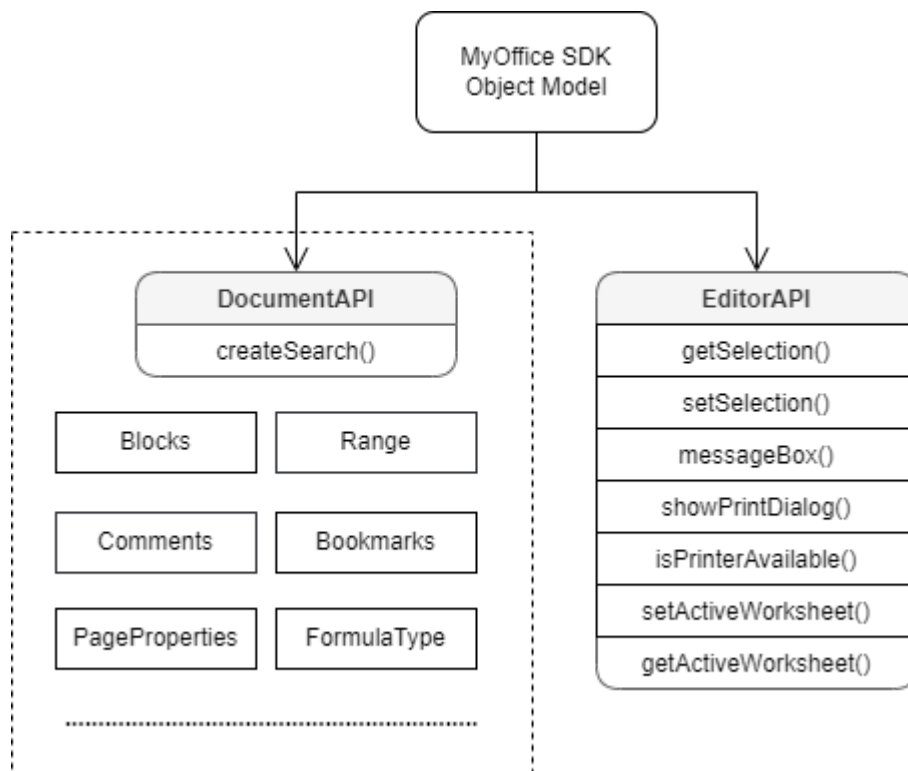 MyOffice SDK
Object Model
DocumentAPI
createSearch()
Blocks
Range
Comments
Bookmarks
PageProperties
FormulaType
EditorAPI
getSelection()
setSelection()
messageBox()
showPrintDialog()
isPrinterAvailable()
setActiveWorksheet()
getActiveWorksheet()